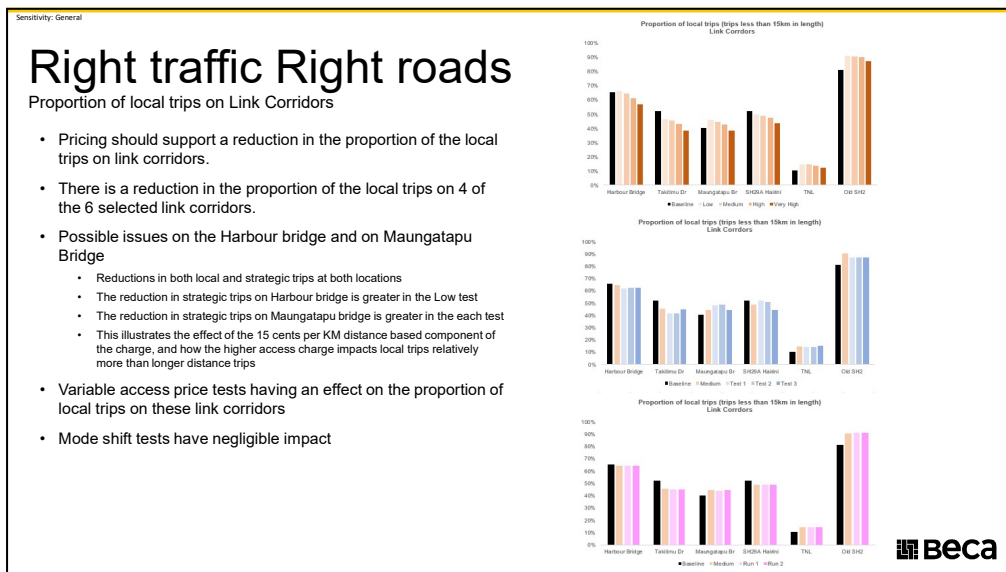 Sensitivity: General
Right traffic Right roads
Proportion of local trips on Link Corridors
• Pricing should support a reduction in the proportion of the local
trips on link corridors.
• There is a reduction in the proportion of the local trips on 4 of
the 6 selected link corridors.
• Possible issues on the Harbour bridge and on Maungatapu
Bridge
• Reductions in both local and strategic trips at both locations
• The reduction in strategic trips on Harbour bridge is greater in the Low test
• The reduction in strategic trips on Maungatapu bridge is greater in the each test
• This illustrates the effect of the 15 cents per KM distance based component of
the charge, and how the higher access charge impacts local trips relatively
more than longer distance trips
• Variable access price tests having an effect on the proportion of
local trips on these link corridors
• Mode shift tests have negligible impact
Proportion of local trips (trips less than 15km in length)
Link Corrdors
100%
90%
80%
70%
60%
50%
40%
30%
20%
10%
0%
Harbour Bridge Takitimu Dr Maungatapu Br SH29A Hairini TNL Old SH2
Baseline Low Medium High Very High
Proportion of local trips (trips less than 15km in length)
Link Corrdors
100%
90%
80%
70%
60%
50%
40%
30%
20%
10%
0%
Harbour Bridge Takitimu Dr Maungatapu Br SH29A Hairini TNL Old SH2
Baseline Medium Test 1 Test 2 Test 3
Proportion of local trips (trips less than 15km in length)
Link Corrdors
100%
90%
80%
70%
60%
50%
40%
30%
20%
10%
0%
Harbour Bridge Takitimu Dr Maungatapu Br SH29A Hairini TNL Old SH2
Baseline Medium Run 1 Run 2
Beca